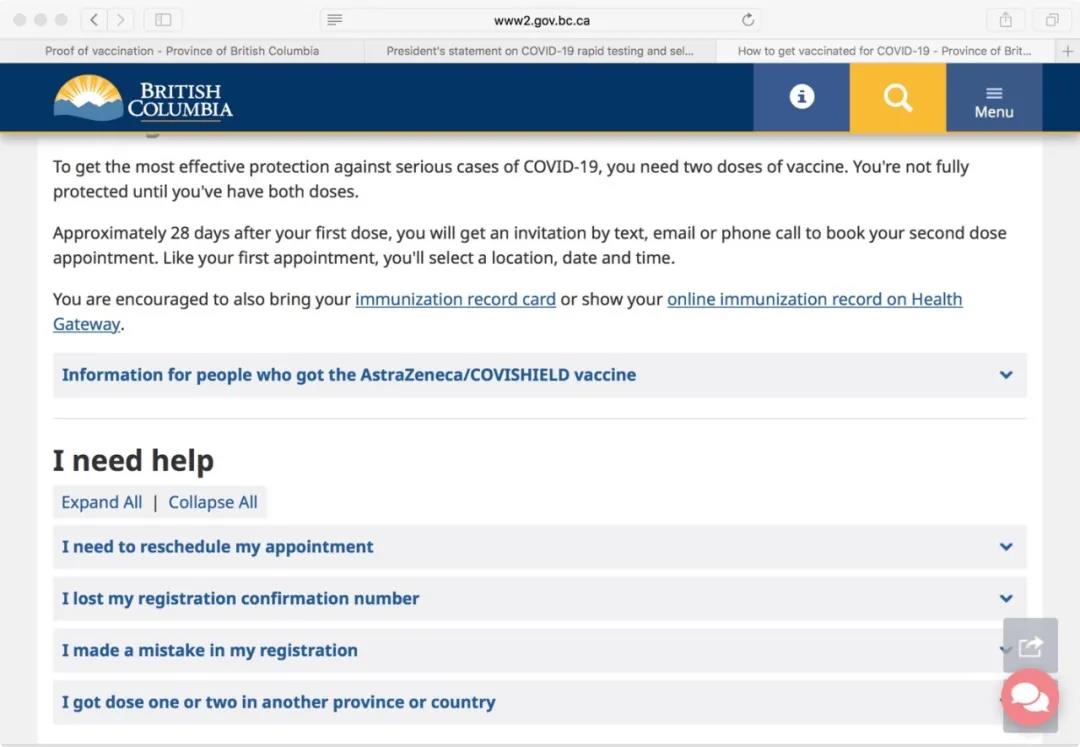 www2.gov.bc.ca
Proof of vaccination - Province of British Columbia
President's statement on COVID-19 rapid testing and sel...
How to get vaccinated for COVID-19 - Province of Brit...
BRITISH
COLUMBIA
Menu
To get the most effective protection against serious cases of COVID-19, you need two doses of vaccine. You're not fully
protected until you've have both doses.
Approximately 28 days after your first dose, you will get an invitation by text, email or phone call to book your second dose
appointment. Like your first appointment, you'll select a location, date and time.
You are encouraged to also bring your immunization record card or show your online immunization record on Health
Gateway.
Information for people who got the AstraZeneca/COVISHIELD vaccine
I need help
Expand All | Collapse All
I need to reschedule my appointment
I lost my registration confirmation number
I made a mistake in my registration
I got dose one or two in another province or country